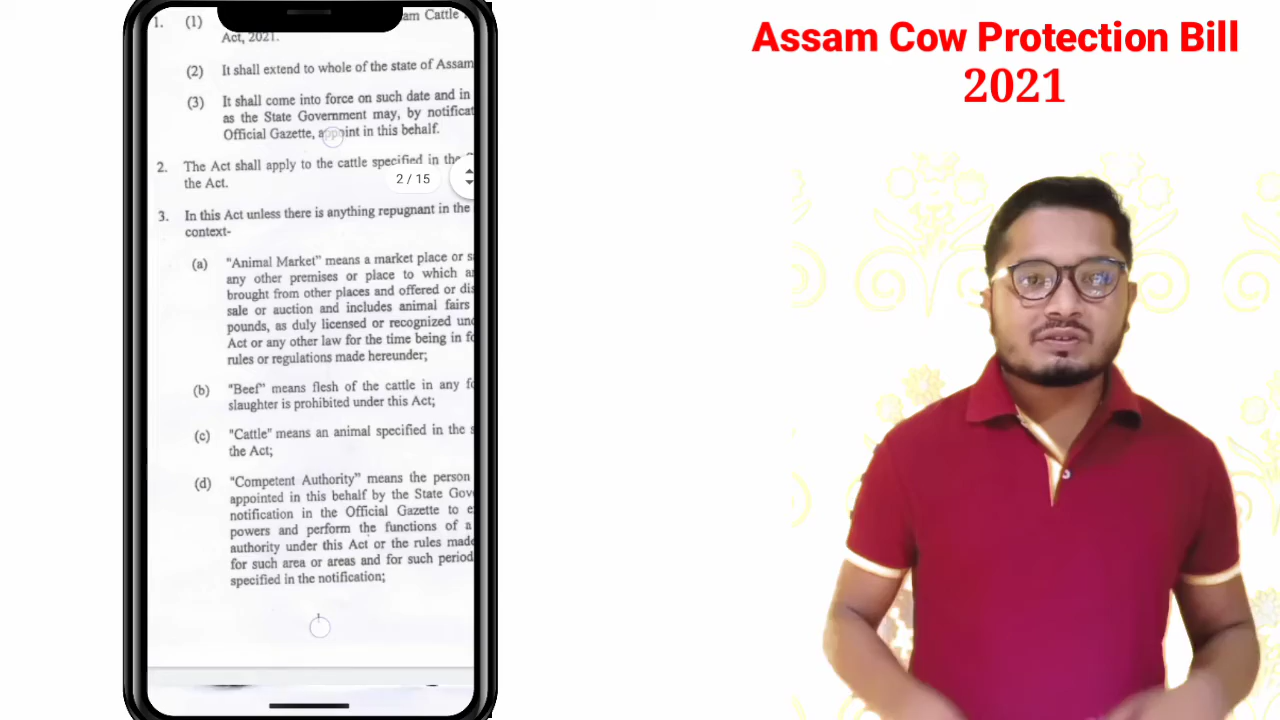 Assam Cow Protection Bill
2021
1. (1) am Cattle
Act, 2021.
(2) It shall extend to whole of the state of Assam
(3) It shall come into force on such date and in
as the State Government may, by notificat
Official Gazette, appoint in this behalf.
2. The Act shall apply to the cattle specified in the
the Act.
2 / 15
3. In this Act unless there is anything repugnant in the
context-
(a) "Animal Market" means a market place or s
any other premises or place to which a
brought from other places and offered or dis
sale or auction and includes animal fairs
pounds, as duly licensed or recognized und
Act or any other law for the time being in fo
rules or regulations made hereunder;
(b) "Beef" means flesh of the cattle in any fo
slaughter is prohibited under this Act;
(c) "Cattle" means an animal specified in the s
the Act;
(d) "Competent Authority" means the person
appointed in this behalf by the State Gov
notification in the Official Gazette to e
powers and perform the functions of a
authority under this Act or the rules made
for such area or areas and for such period
specified in the notification;